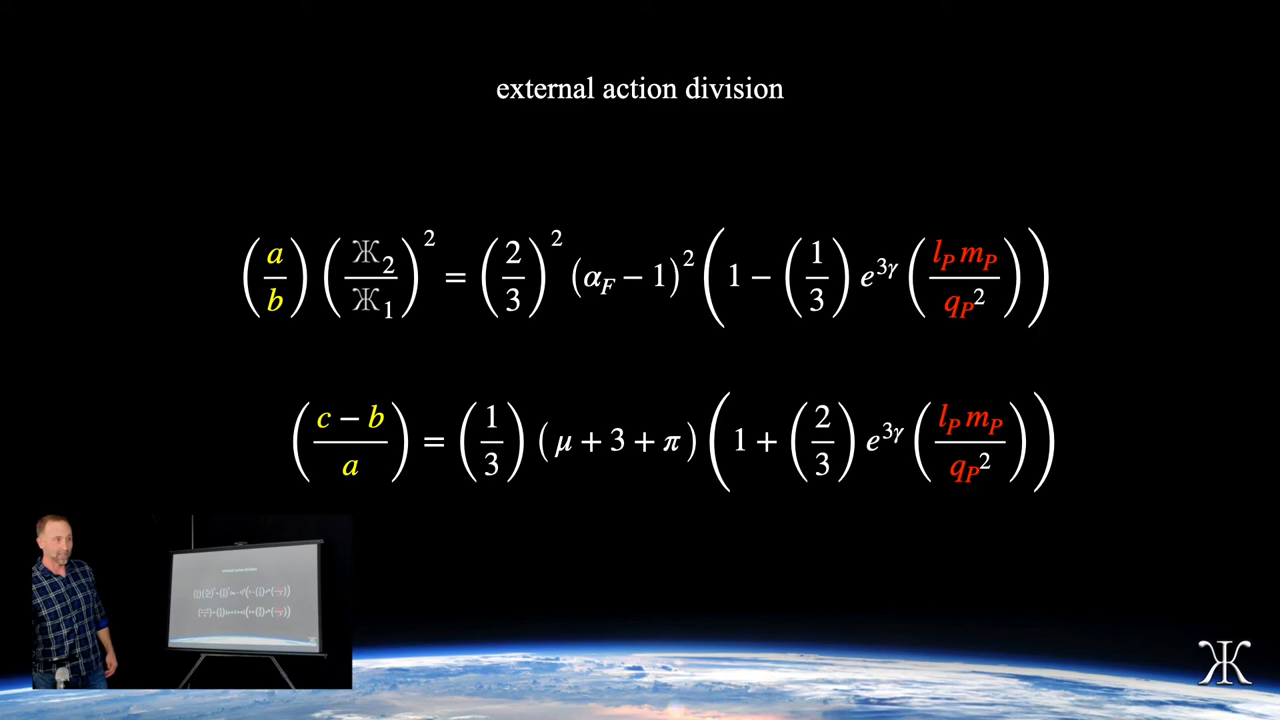 external action division
(a/b) (Ж₂/Ж₁)² = (2/3)² (α_F − 1)² (1 − (1/3) e^{3γ} (l_P m_P / q_P²))
((c − b)/a) = (1/3) (μ + 3 + π) (1 + (2/3) e^{3γ} (l_P m_P / q_P²))
Ж